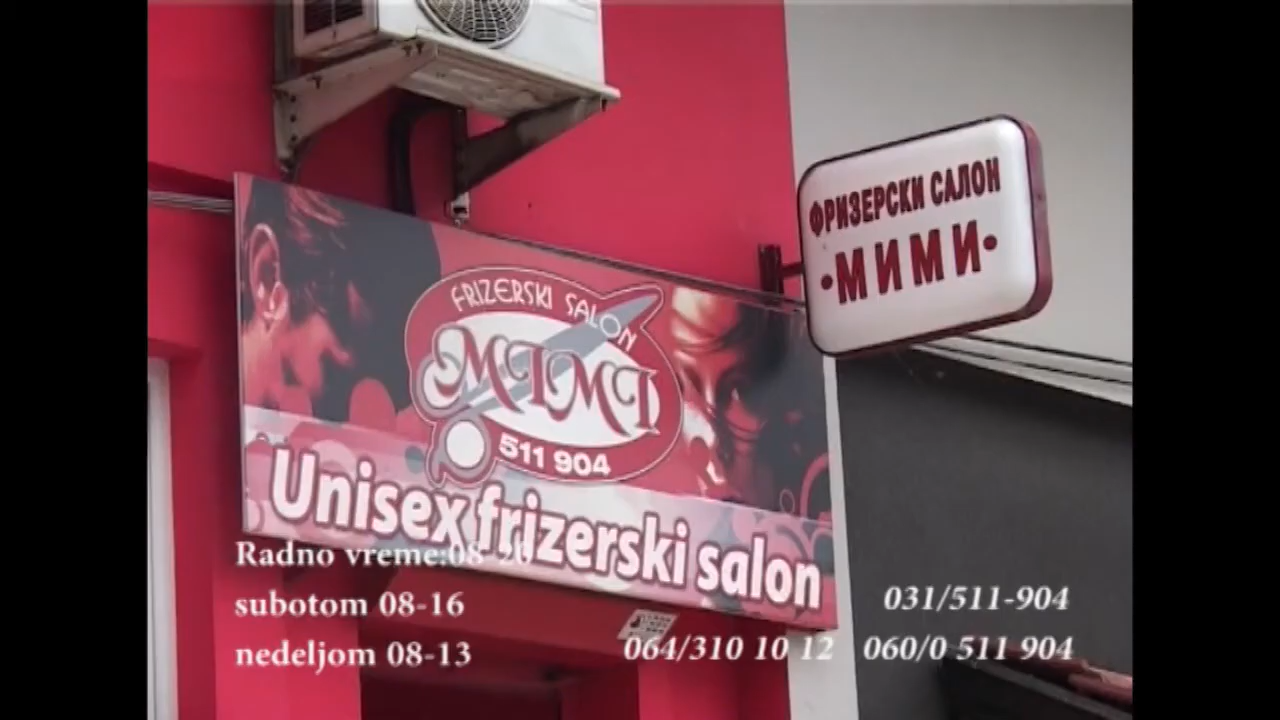 ФРИЗЕРСКИ САЛОН
•МИМИ•
FRIZERSKI SALON
MIMI
511 904
Unisex frizerski salon
Radno vreme:08-20
subotom 08-16
nedeljom 08-13
031/511-904
064/310 10 12 060/0 511 904